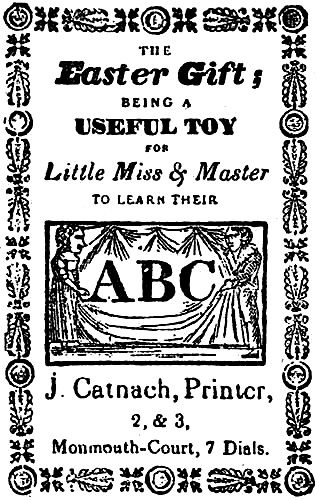 THE
Easter Gift;
BEING A
USEFUL TOY
FOR
Little Miss & Master
TO LEARN THEIR
ABC
J. Catnach, Printer,
2, & 3,
Monmouth-Court, 7 Dials.